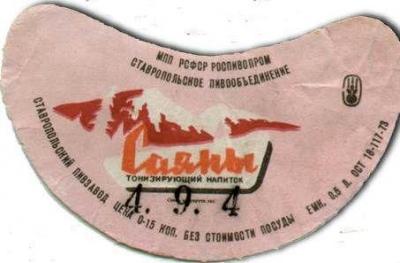 МПП РСФСР РОСПИВОПРОМ
СТАВРОПОЛЬСКОЕ ПИВООБЪЕДИНЕНИЕ
Саяны
ТОНИЗИРУЮЩИЙ НАПИТОК
4. 9. 4
СТАВРОПОЛЬСКИЙ ПИВЗАВОД ЦЕНА 0-15 КОП. БЕЗ СТОИМОСТИ ПОСУДЫ ЕМК. 0,5 Л. ОСТ 18-117-73